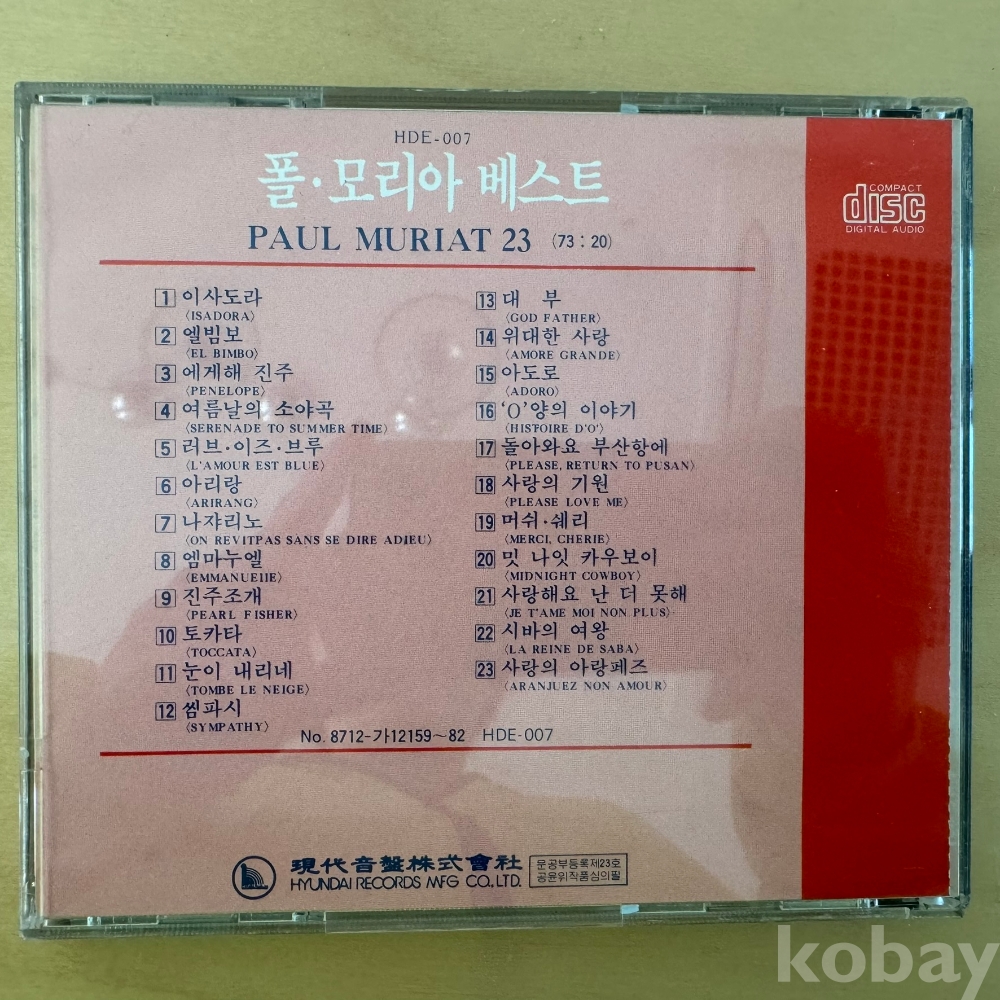 HDE-007
폴·모리아 베스트
PAUL MURIAT 23 (73:20)
1 이사도라
〈ISADORA〉
2 엘빔보
〈EL BIMBO〉
3 에게해 진주
〈PENELOPE〉
4 여름날의 소야곡
〈SERENADE TO SUMMER TIME〉
5 러브·이즈·브루
〈L'AMOUR EST BLUE〉
6 아리랑
〈ARIRANG〉
7 나쟈리노
〈ON REVITPAS SANS SE DIRE ADIEU〉
8 엠마누엘
〈EMMANUEIIE〉
9 진주조개
〈PEARL FISHER〉
10 토카타
〈TOCCATA〉
11 눈이 내리네
〈TOMBE LE NEIGE〉
12 씸파시
〈SYMPATHY〉
13 대 부
〈GOD FATHER〉
14 위대한 사랑
〈AMORE GRANDE〉
15 아도로
〈ADORO〉
16 'O'양의 이야기
〈HISTOIRE D'O'〉
17 돌아와요 부산항에
〈PLEASE, RETURN TO PUSAN〉
18 사랑의 기원
〈PLEASE LOVE ME〉
19 머쉬·쉐리
〈MERCI, CHERIE〉
20 밋 나잇 카우보이
〈MIDNIGHT COWBOY〉
21 사랑해요 난 더 못해
〈JE T'AME MOI NON PLUS〉
22 시바의 여왕
〈LA REINE DE SABA〉
23 사랑의 아랑페즈
〈ARANJUEZ NON AMOUR〉
No. 8712-가12159~82 HDE-007
現代音盤株式會社
HYUNDAI RECORDS MFG CO., LTD.
문공부등록제23호
공윤위작품심의필
COMPACT
disc
DIGITAL AUDIO
kobay